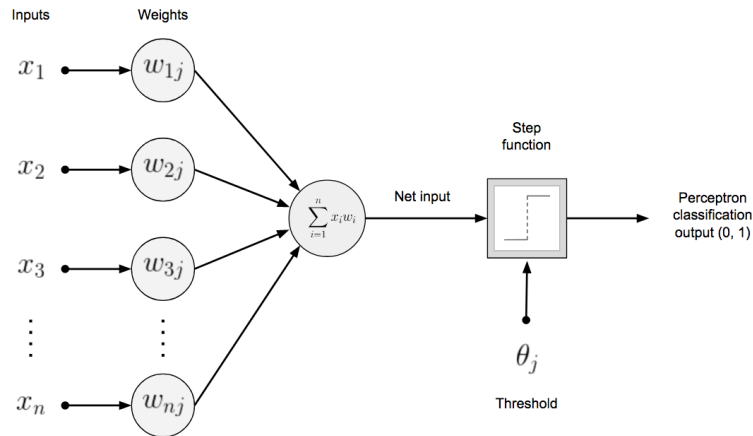 Inputs
Weights
x₁
w₁ⱼ
x₂
w₂ⱼ
x₃
w₃ⱼ
⋮ ⋮
xₙ
wₙⱼ
n
∑ xᵢwᵢ
i=1
Net input
Step
function
θⱼ
Threshold
Perceptron
classification
output (0, 1)